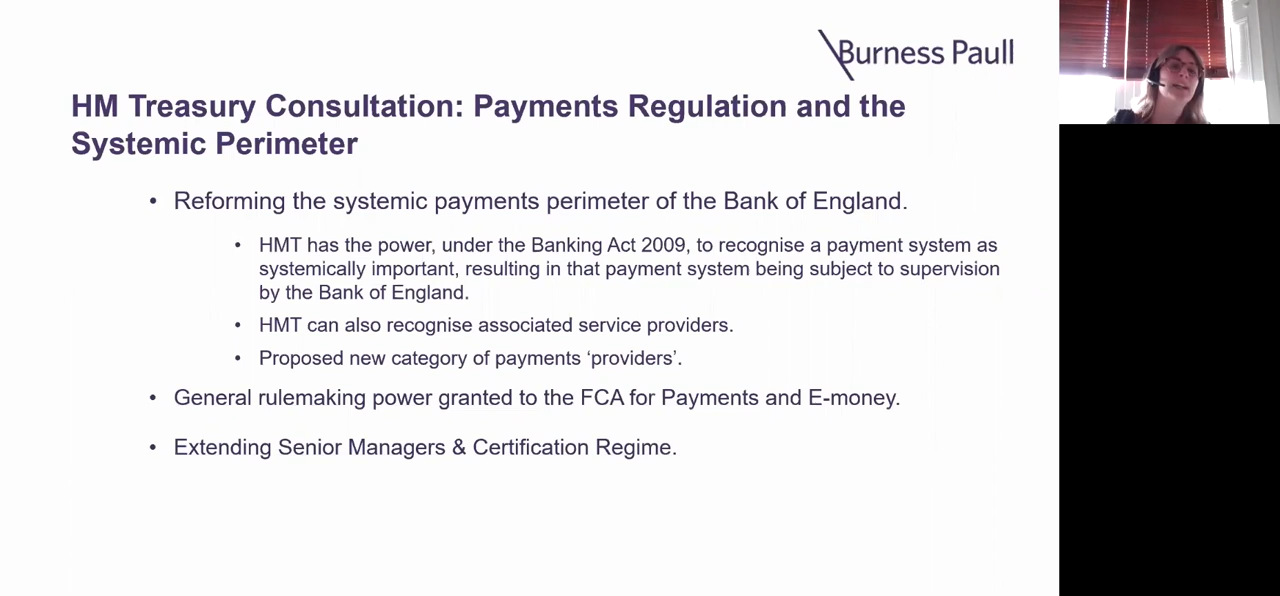 Burness Paull
HM Treasury Consultation: Payments Regulation and the
Systemic Perimeter
• Reforming the systemic payments perimeter of the Bank of England.
• HMT has the power, under the Banking Act 2009, to recognise a payment system as
systemically important, resulting in that payment system being subject to supervision
by the Bank of England.
• HMT can also recognise associated service providers.
• Proposed new category of payments ‘providers’.
• General rulemaking power granted to the FCA for Payments and E-money.
• Extending Senior Managers & Certification Regime.